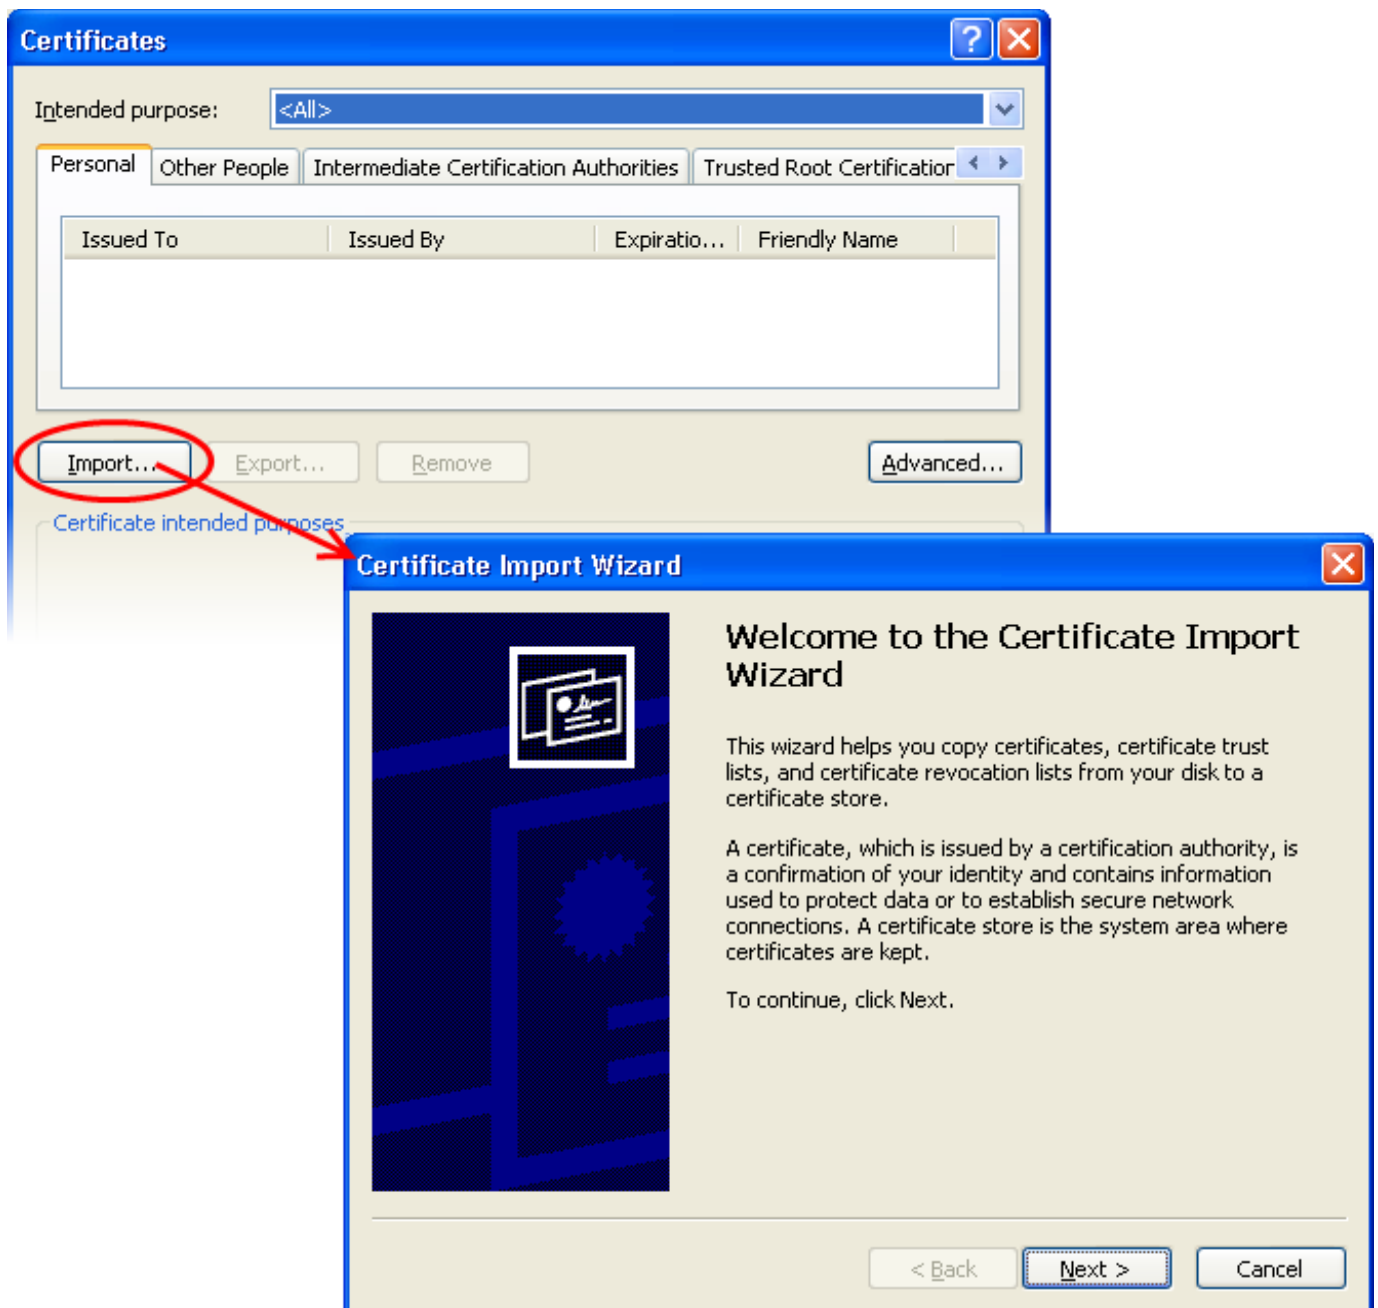 Certificates
Intended purpose: <All>
Personal Other People Intermediate Certification Authorities Trusted Root Certification
Issued To Issued By Expiratio... Friendly Name
Import... Export... Remove Advanced...
Certificate intended purposes
Certificate Import Wizard
Welcome to the Certificate Import
Wizard
This wizard helps you copy certificates, certificate trust
lists, and certificate revocation lists from your disk to a
certificate store.
A certificate, which is issued by a certification authority, is
a confirmation of your identity and contains information
used to protect data or to establish secure network
connections. A certificate store is the system area where
certificates are kept.
To continue, click Next.
< Back Next > Cancel